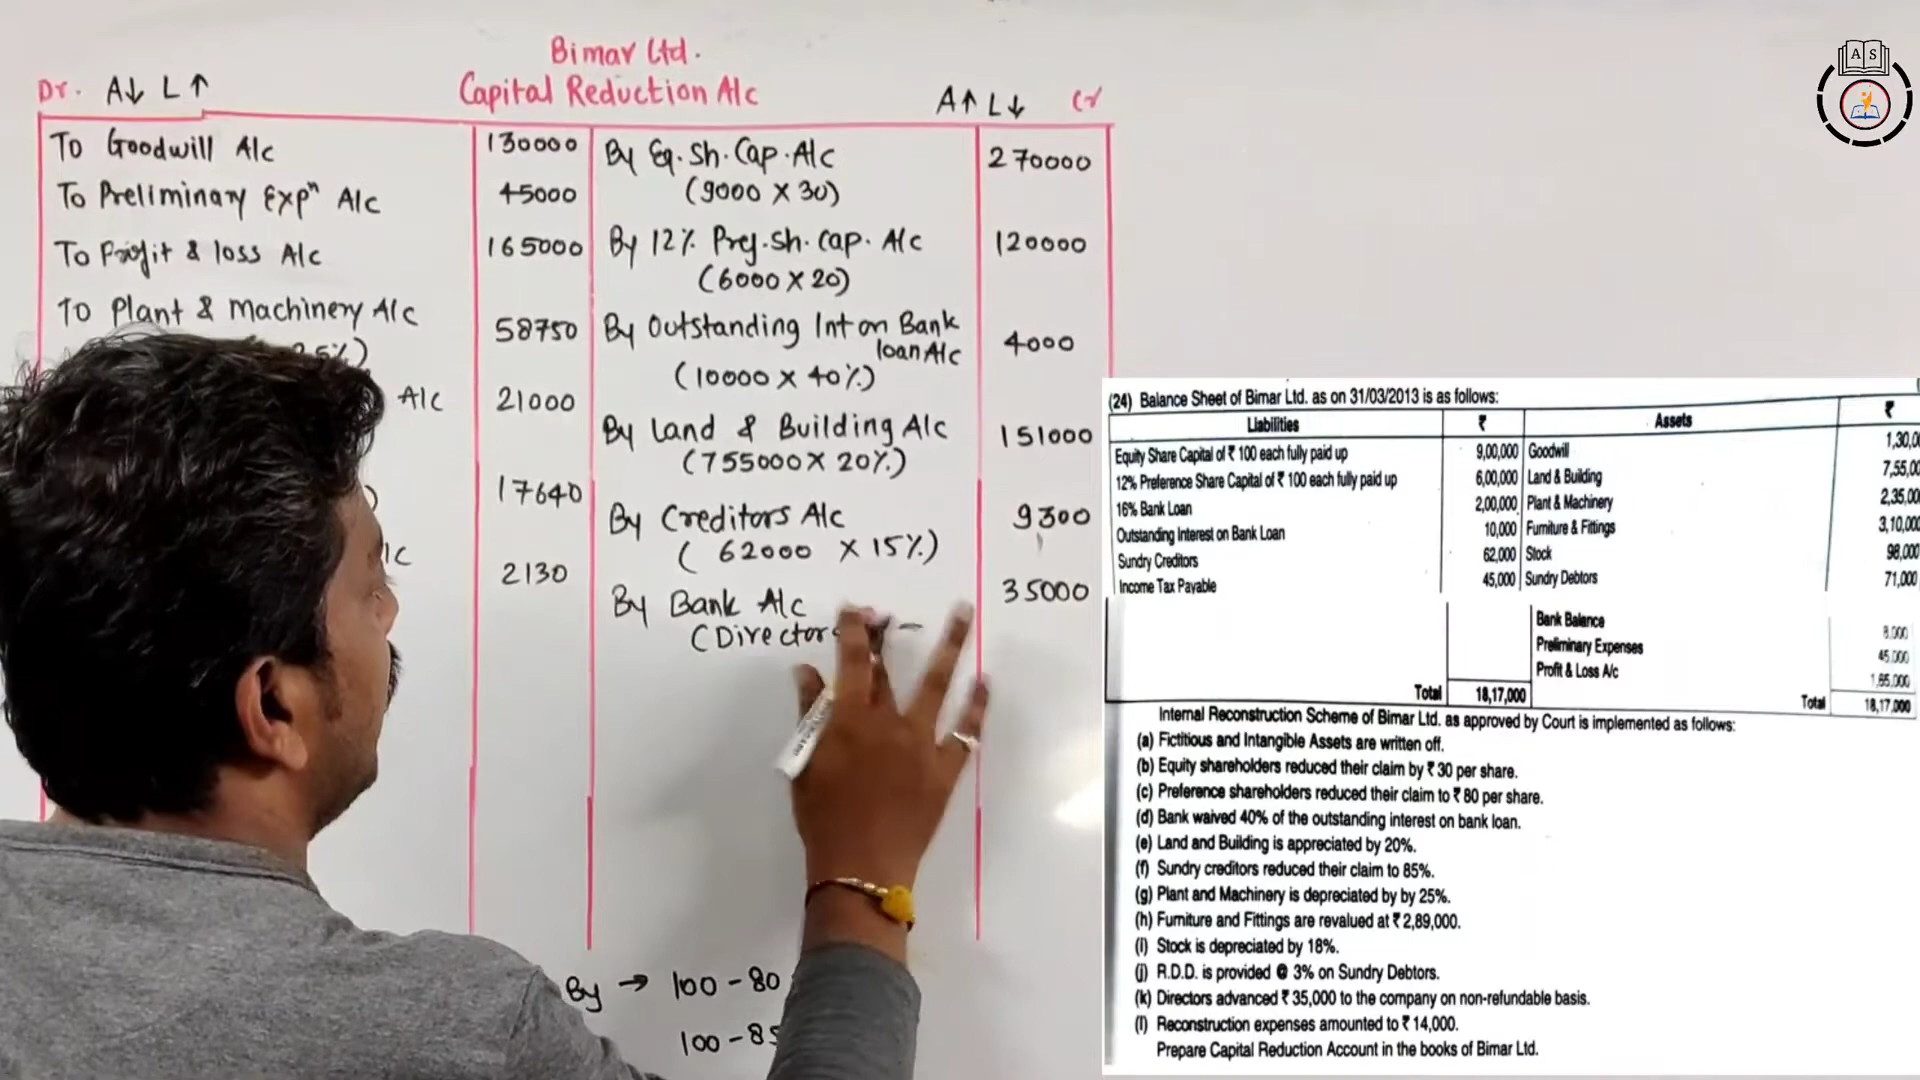 Bimar Ltd.
Dr. A↓ L↑ Capital Reduction A/c A↑ L↓ Cr
To Goodwill A/c 130000 By Eq. Sh. Cap. A/c 270000
(9000 X 30)
To Preliminary Expⁿ A/c 45000
To Profit & loss A/c 165000 By 12% Pref. sh. cap. A/c 120000
(6000 X 20)
To Plant & Machinery A/c 58750 By Outstanding Int on Bank loan A/c 4000
(10000 X 40%)
A/c 21000 By Land & Building A/c 151000
(755000 X 20%)
17640 By Creditors A/c 9300
(62000 X 15%)
2130 By Bank A/c 35000
(Director
By → 100 - 80
100 - 85
A S
(24) Balance Sheet of Bimar Ltd. as on 31/03/2013 is as follows:
Liabilities ₹ Assets ₹
Equity Share Capital of ₹ 100 each fully paid up 9,00,000 Goodwill 1,30,00
12% Preference Share Capital of ₹ 100 each fully paid up 6,00,000 Land & Building 7,55,00
16% Bank Loan 2,00,000 Plant & Machinery 2,35,00
Outstanding Interest on Bank Loan 10,000 Furniture & Fittings 3,10,000
Sundry Creditors 62,000 Stock 98,000
Income Tax Payable 45,000 Sundry Debtors 71,000
Bank Balance 8,000
Preliminary Expenses 45,000
Profit & Loss A/c 1,65,000
Total 18,17,000 Total 18,17,000
Internal Reconstruction Scheme of Bimar Ltd. as approved by Court is implemented as follows:
(a) Fictitious and Intangible Assets are written off.
(b) Equity shareholders reduced their claim by ₹ 30 per share.
(c) Preference shareholders reduced their claim to ₹ 80 per share.
(d) Bank waived 40% of the outstanding interest on bank loan.
(e) Land and Building is appreciated by 20%.
(f) Sundry creditors reduced their claim to 85%.
(g) Plant and Machinery is depreciated by by 25%.
(h) Furniture and Fittings are revalued at ₹ 2,89,000.
(i) Stock is depreciated by 18%.
(j) R.D.D. is provided @ 3% on Sundry Debtors.
(k) Directors advanced ₹ 35,000 to the company on non-refundable basis.
(l) Reconstruction expenses amounted to ₹ 14,000.
Prepare Capital Reduction Account in the books of Bimar Ltd.